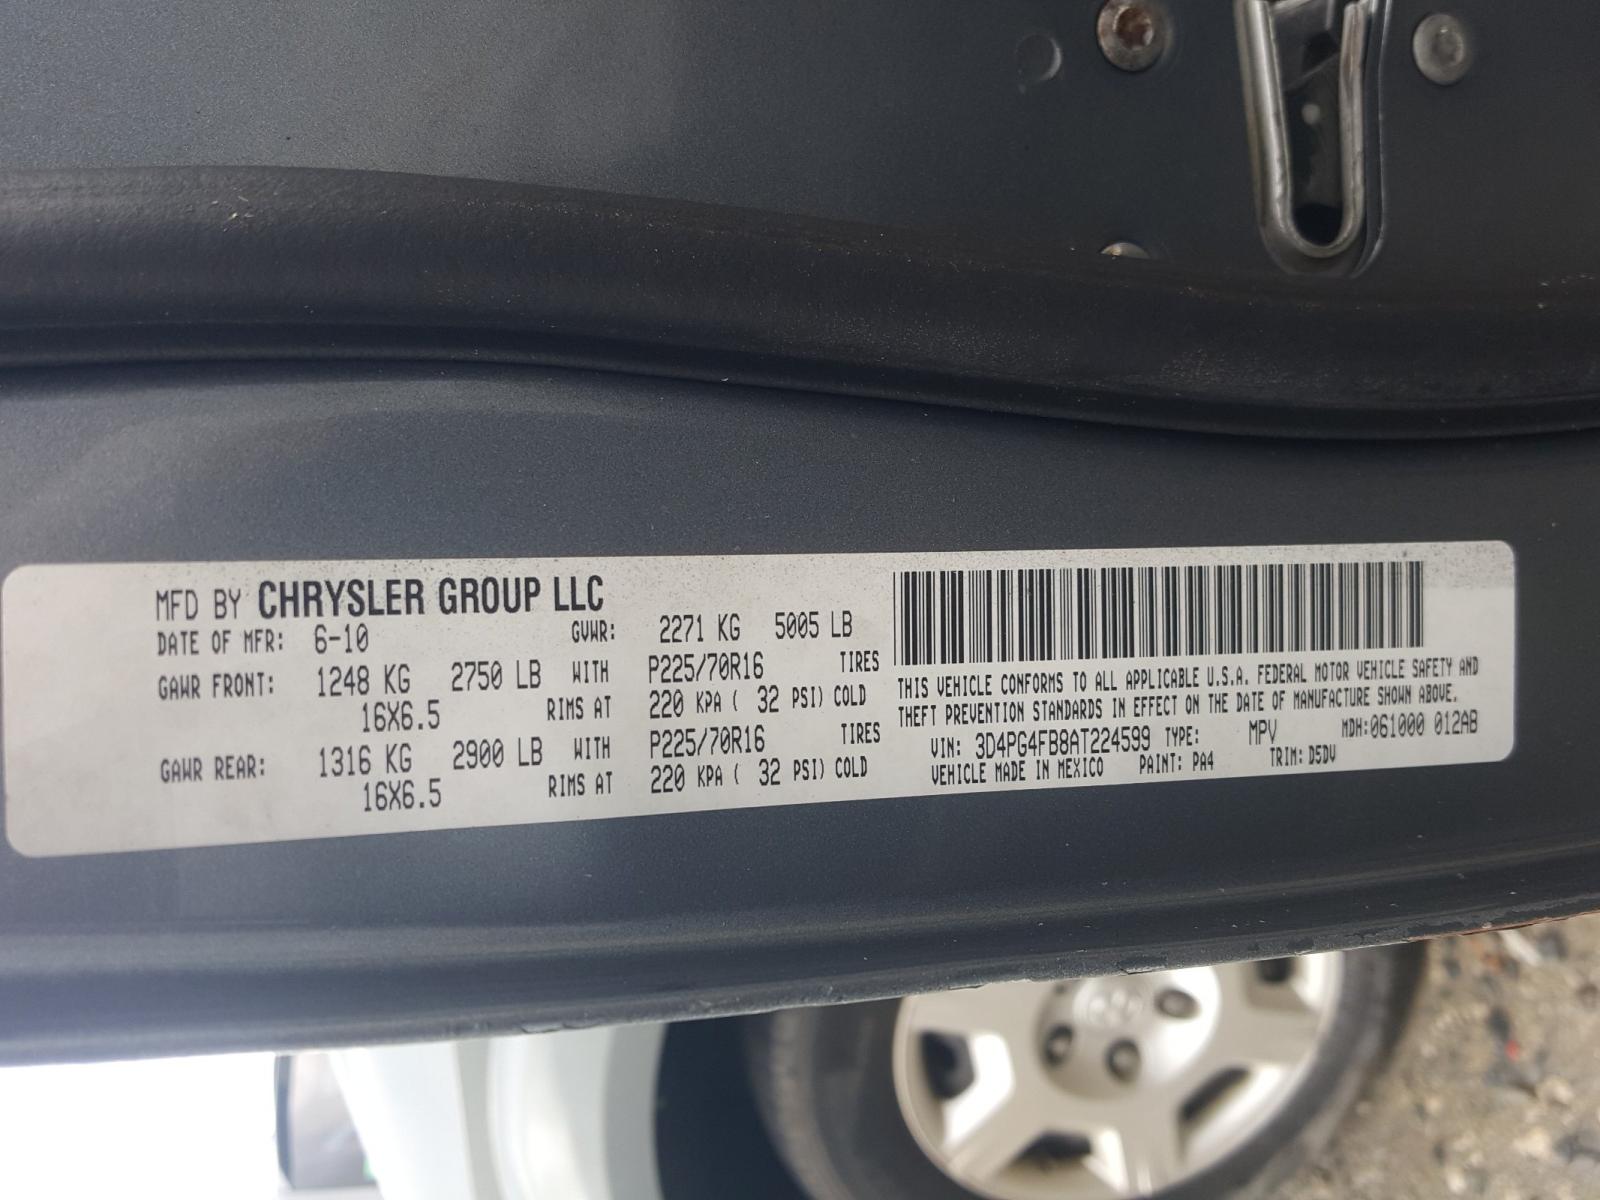 MFD BY CHRYSLER GROUP LLC
DATE OF MFR: 6-10 GVWR: 2271 KG 5005 LB
GAWR FRONT: 1248 KG 2750 LB WITH P225/70R16 TIRES
16X6.5 RIMS AT 220 KPA ( 32 PSI) COLD
GAWR REAR: 1316 KG 2900 LB WITH P225/70R16 TIRES
16X6.5 RIMS AT 220 KPA ( 32 PSI) COLD
THIS VEHICLE CONFORMS TO ALL APPLICABLE U.S.A. FEDERAL MOTOR VEHICLE SAFETY AND
THEFT PREVENTION STANDARDS IN EFFECT ON THE DATE OF MANUFACTURE SHOWN ABOVE.
VIN: 3D4PG4FB8AT224599 TYPE: MPV MDH:061000 012AB
VEHICLE MADE IN MEXICO PAINT: PA4 TRIM: D5DV